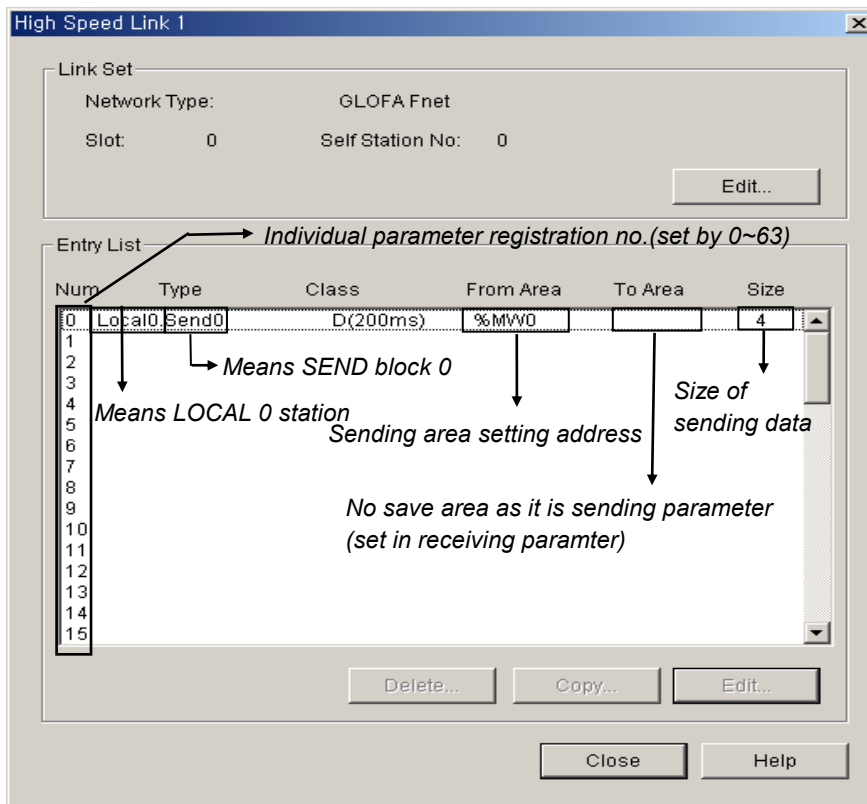 High Speed Link 1
Link Set
Network Type: GLOFA Fnet
Slot: 0 Self Station No: 0
Edit...
Entry List
Individual parameter registration no.(set by 0~63)
Num Type Class From Area To Area Size
0 Local0 Send0 D(200ms) %MW0 4
1
2
Means SEND block 0
3
4
Means LOCAL 0 station
Size of
sending data
5
Sending area setting address
6
7
8
9
No save area as it is sending parameter
10
(set in receiving paramter)
11
12
13
14
15
Delete... Copy... Edit...
Close Help